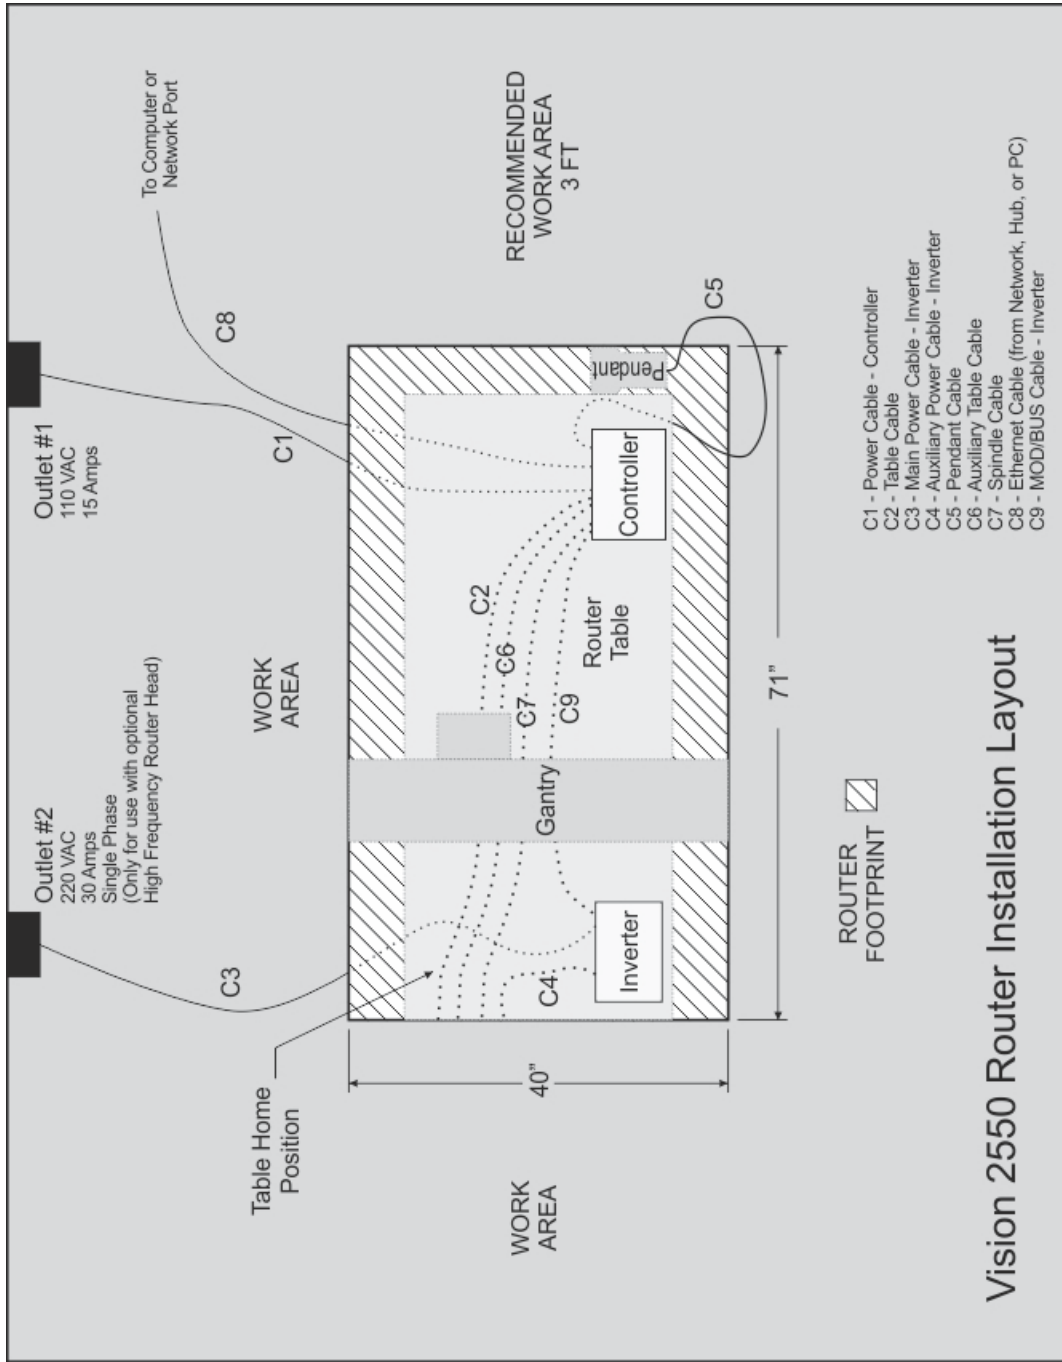 Outlet #2
220 VAC
30 Amps
Single Phase
(Only for use with optional
High Frequency Router Head)
Outlet #1
110 VAC
15 Amps
To Computer or
Network Port
C3
C1
C8
WORK
AREA
Table Home
Position
WORK
AREA
RECOMMENDED
WORK AREA
3 FT
C2
C6
C7
C9
C4
Gantry
Router
Table
Inverter
Controller
Pendant
C5
40”
71”
ROUTER
FOOTPRINT
C1 - Power Cable - Controller
C2 - Table Cable
C3 - Main Power Cable - Inverter
C4 - Auxiliary Power Cable - Inverter
C5 - Pendant Cable
C6 - Auxiliary Table Cable
C7 - Spindle Cable
C8 - Ethernet Cable (from Network, Hub, or PC)
C9 - MOD/BUS Cable - Inverter
Vision 2550 Router Installation Layout